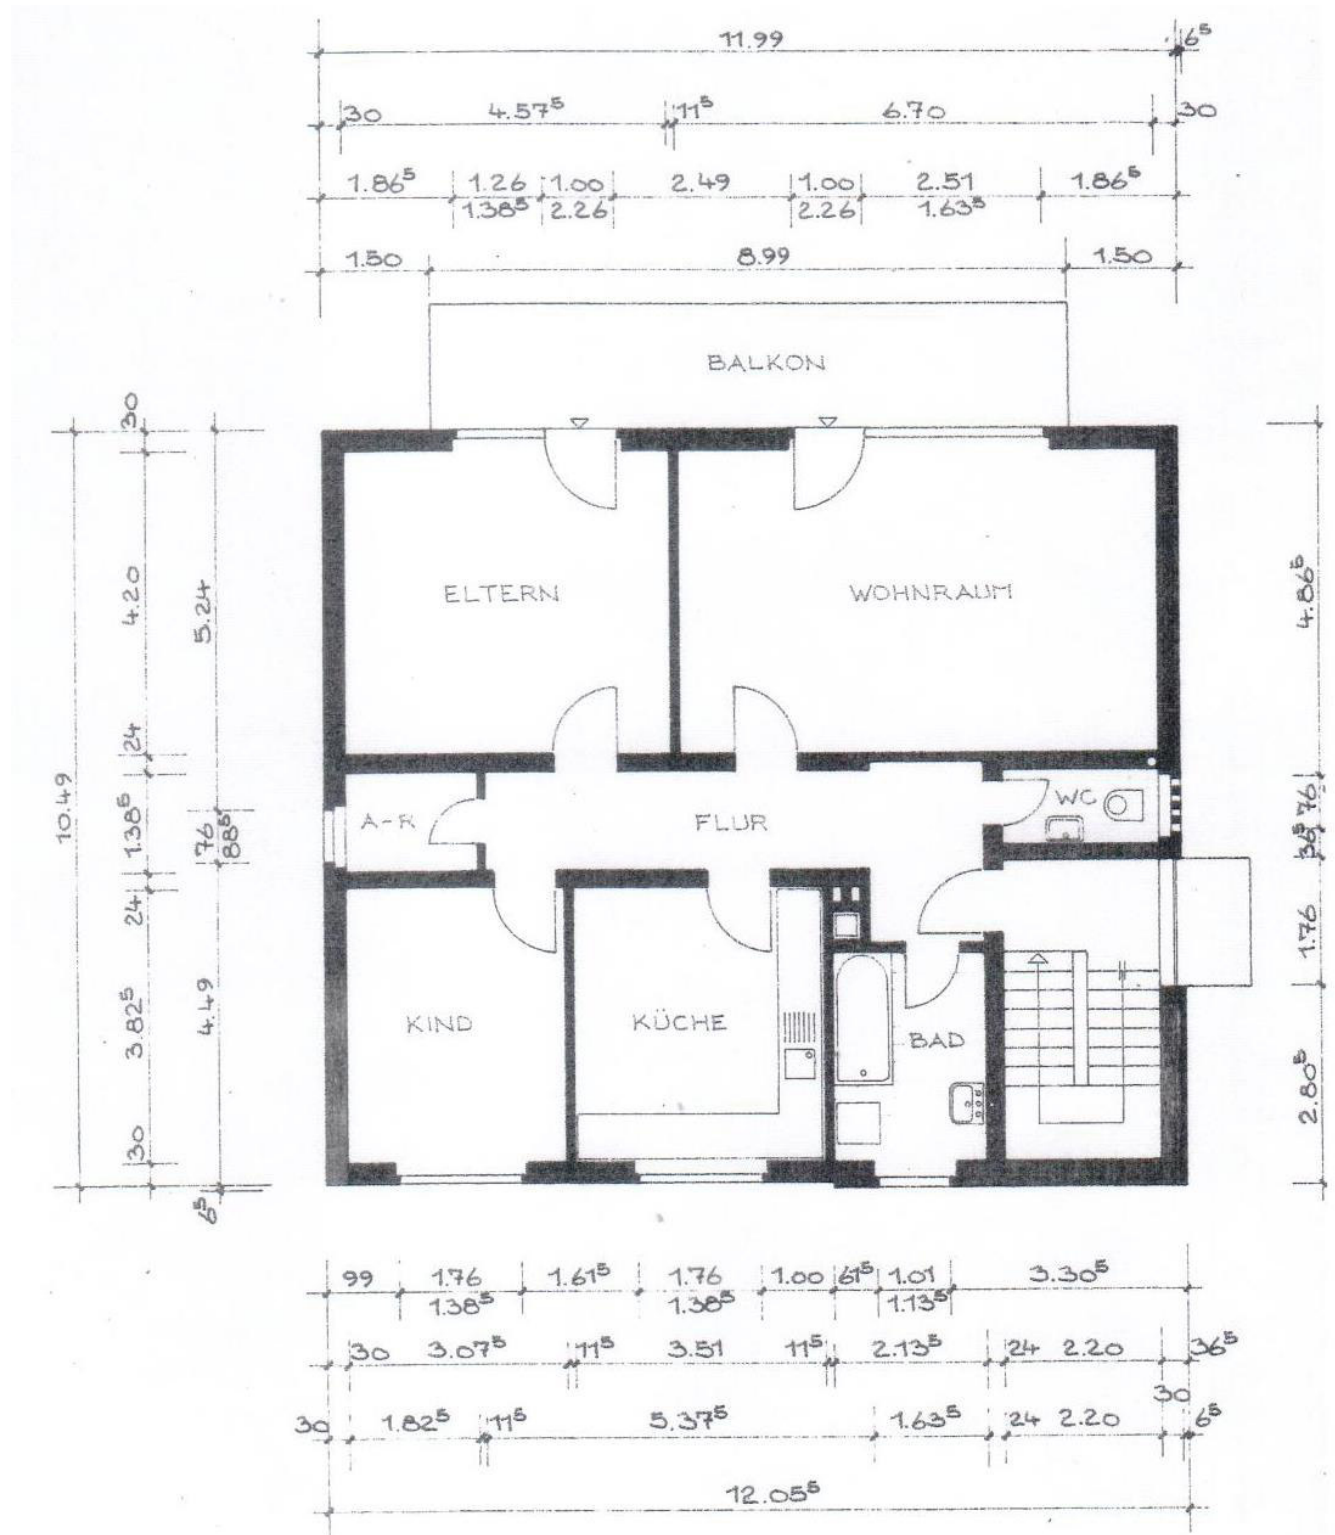 11.99 6⁵
30 4.57⁵ 11⁵ 6.70 30
1.86⁵ 1.26 1.00 2.49 1.00 2.51 1.86⁵
1.38⁵ 2.26 2.26 1.63⁵
1.50 8.99 1.50
BALKON
30
4.20
24
1.38⁵
24
3.82⁵
30
5.24
76
88⁵
4.49
6⁵
10.49
ELTERN WOHNRAUM
A-R FLUR WC
KIND KÜCHE BAD
4.86⁵
76
36⁵
1.76
2.80⁵
99 1.76 1.61⁵ 1.76 1.00 61⁵ 1.01 3.30⁵
1.38⁵ 1.38⁵ 1.13⁵
30 3.07⁵ 11⁵ 3.51 11⁵ 2.13⁵ 24 2.20 36⁵
30
30 1.82⁵ 11⁵ 5.37⁵ 1.63⁵ 24 2.20 6⁵
12.05⁵